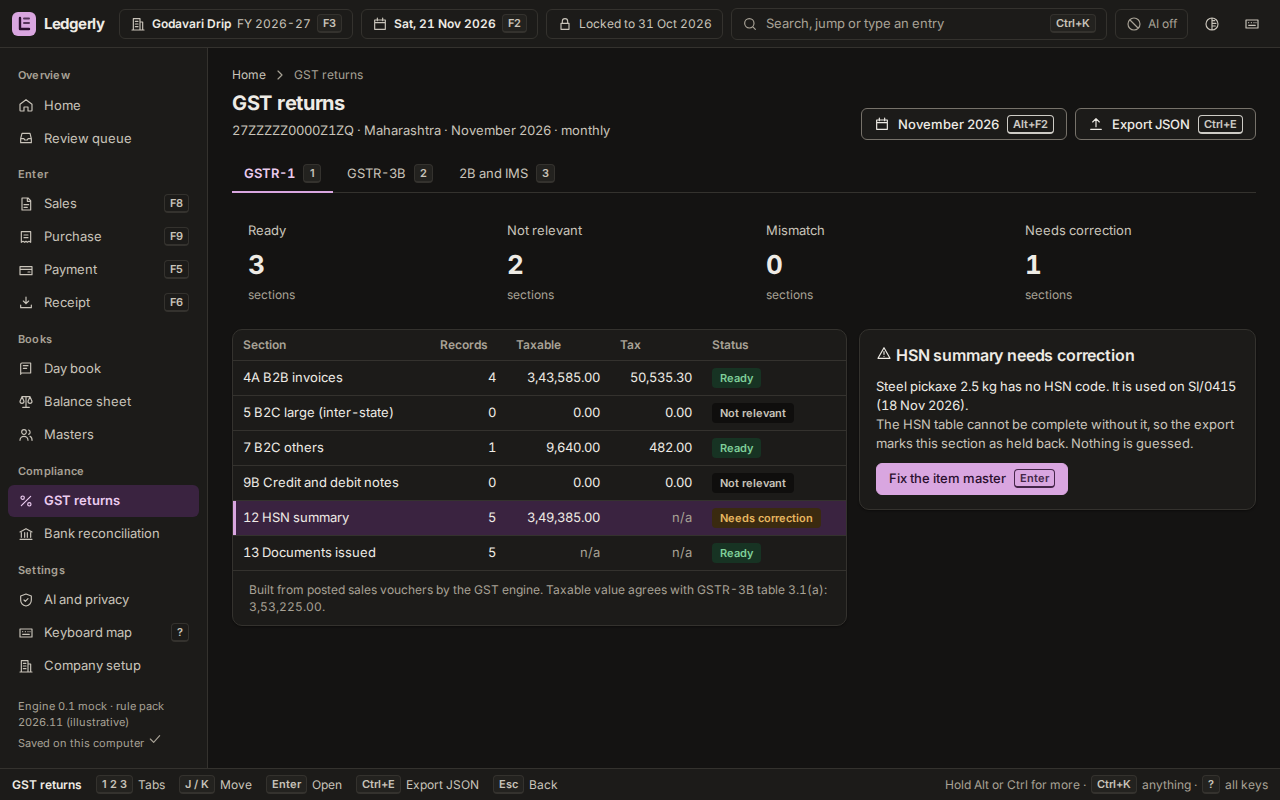 Ledgerly
Godavari Drip FY 2026-27 F3
Sat, 21 Nov 2026 F2
Locked to 31 Oct 2026
Search, jump or type an entry Ctrl+K
AI off
Overview
Home
Review queue
Enter
Sales F8
Purchase F9
Payment F5
Receipt F6
Books
Day book
Balance sheet
Masters
Compliance
GST returns
Bank reconciliation
Settings
AI and privacy
Keyboard map ?
Company setup
Engine 0.1 mock · rule pack
2026.11 (illustrative)
Saved on this computer
Home > GST returns
GST returns
27ZZZZZ0000Z1ZQ · Maharashtra · November 2026 · monthly
November 2026 Alt+F2
Export JSON Ctrl+E
GSTR-1 1 GSTR-3B 2 2B and IMS 3
Ready Not relevant Mismatch Needs correction
3 2 0 1
sections sections sections sections
Section Records Taxable Tax Status
4A B2B invoices 4 3,43,585.00 50,535.30 Ready
5 B2C large (inter-state) 0 0.00 0.00 Not relevant
7 B2C others 1 9,640.00 482.00 Ready
9B Credit and debit notes 0 0.00 0.00 Not relevant
12 HSN summary 5 3,49,385.00 n/a Needs correction
13 Documents issued 5 n/a n/a Ready
Built from posted sales vouchers by the GST engine. Taxable value agrees with GSTR-3B table 3.1(a):
3,53,225.00.
HSN summary needs correction
Steel pickaxe 2.5 kg has no HSN code. It is used on SI/0415
(18 Nov 2026).
The HSN table cannot be complete without it, so the export
marks this section as held back. Nothing is guessed.
Fix the item master Enter
GST returns 1 2 3 Tabs J / K Move Enter Open Ctrl+E Export JSON Esc Back
Hold Alt or Ctrl for more · Ctrl+K anything · ? all keys